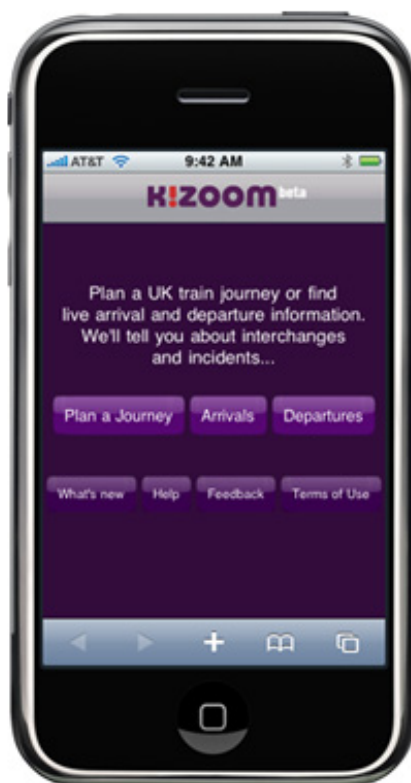 AT&T 9:42 AM
K!ZOOM beta
Plan a UK train journey or find
live arrival and departure information.
We'll tell you about interchanges
and incidents...
Plan a Journey Arrivals Departures
What's new Help Feedback Terms of Use